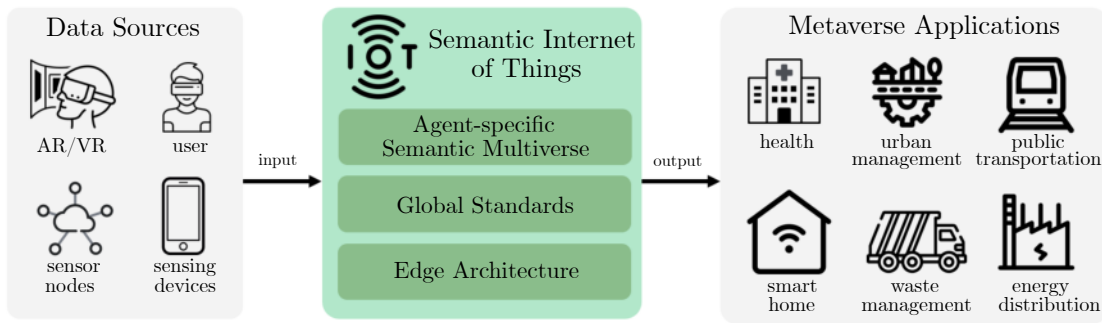 Data Sources
AR/VR
user
sensor
nodes
sensing
devices
input
IOT
Semantic Internet
of Things
Agent-specific
Semantic Multiverse
Global Standards
Edge Architecture
output
Metaverse Applications
health
urban
management
public
transportation
smart
home
waste
management
energy
distribution